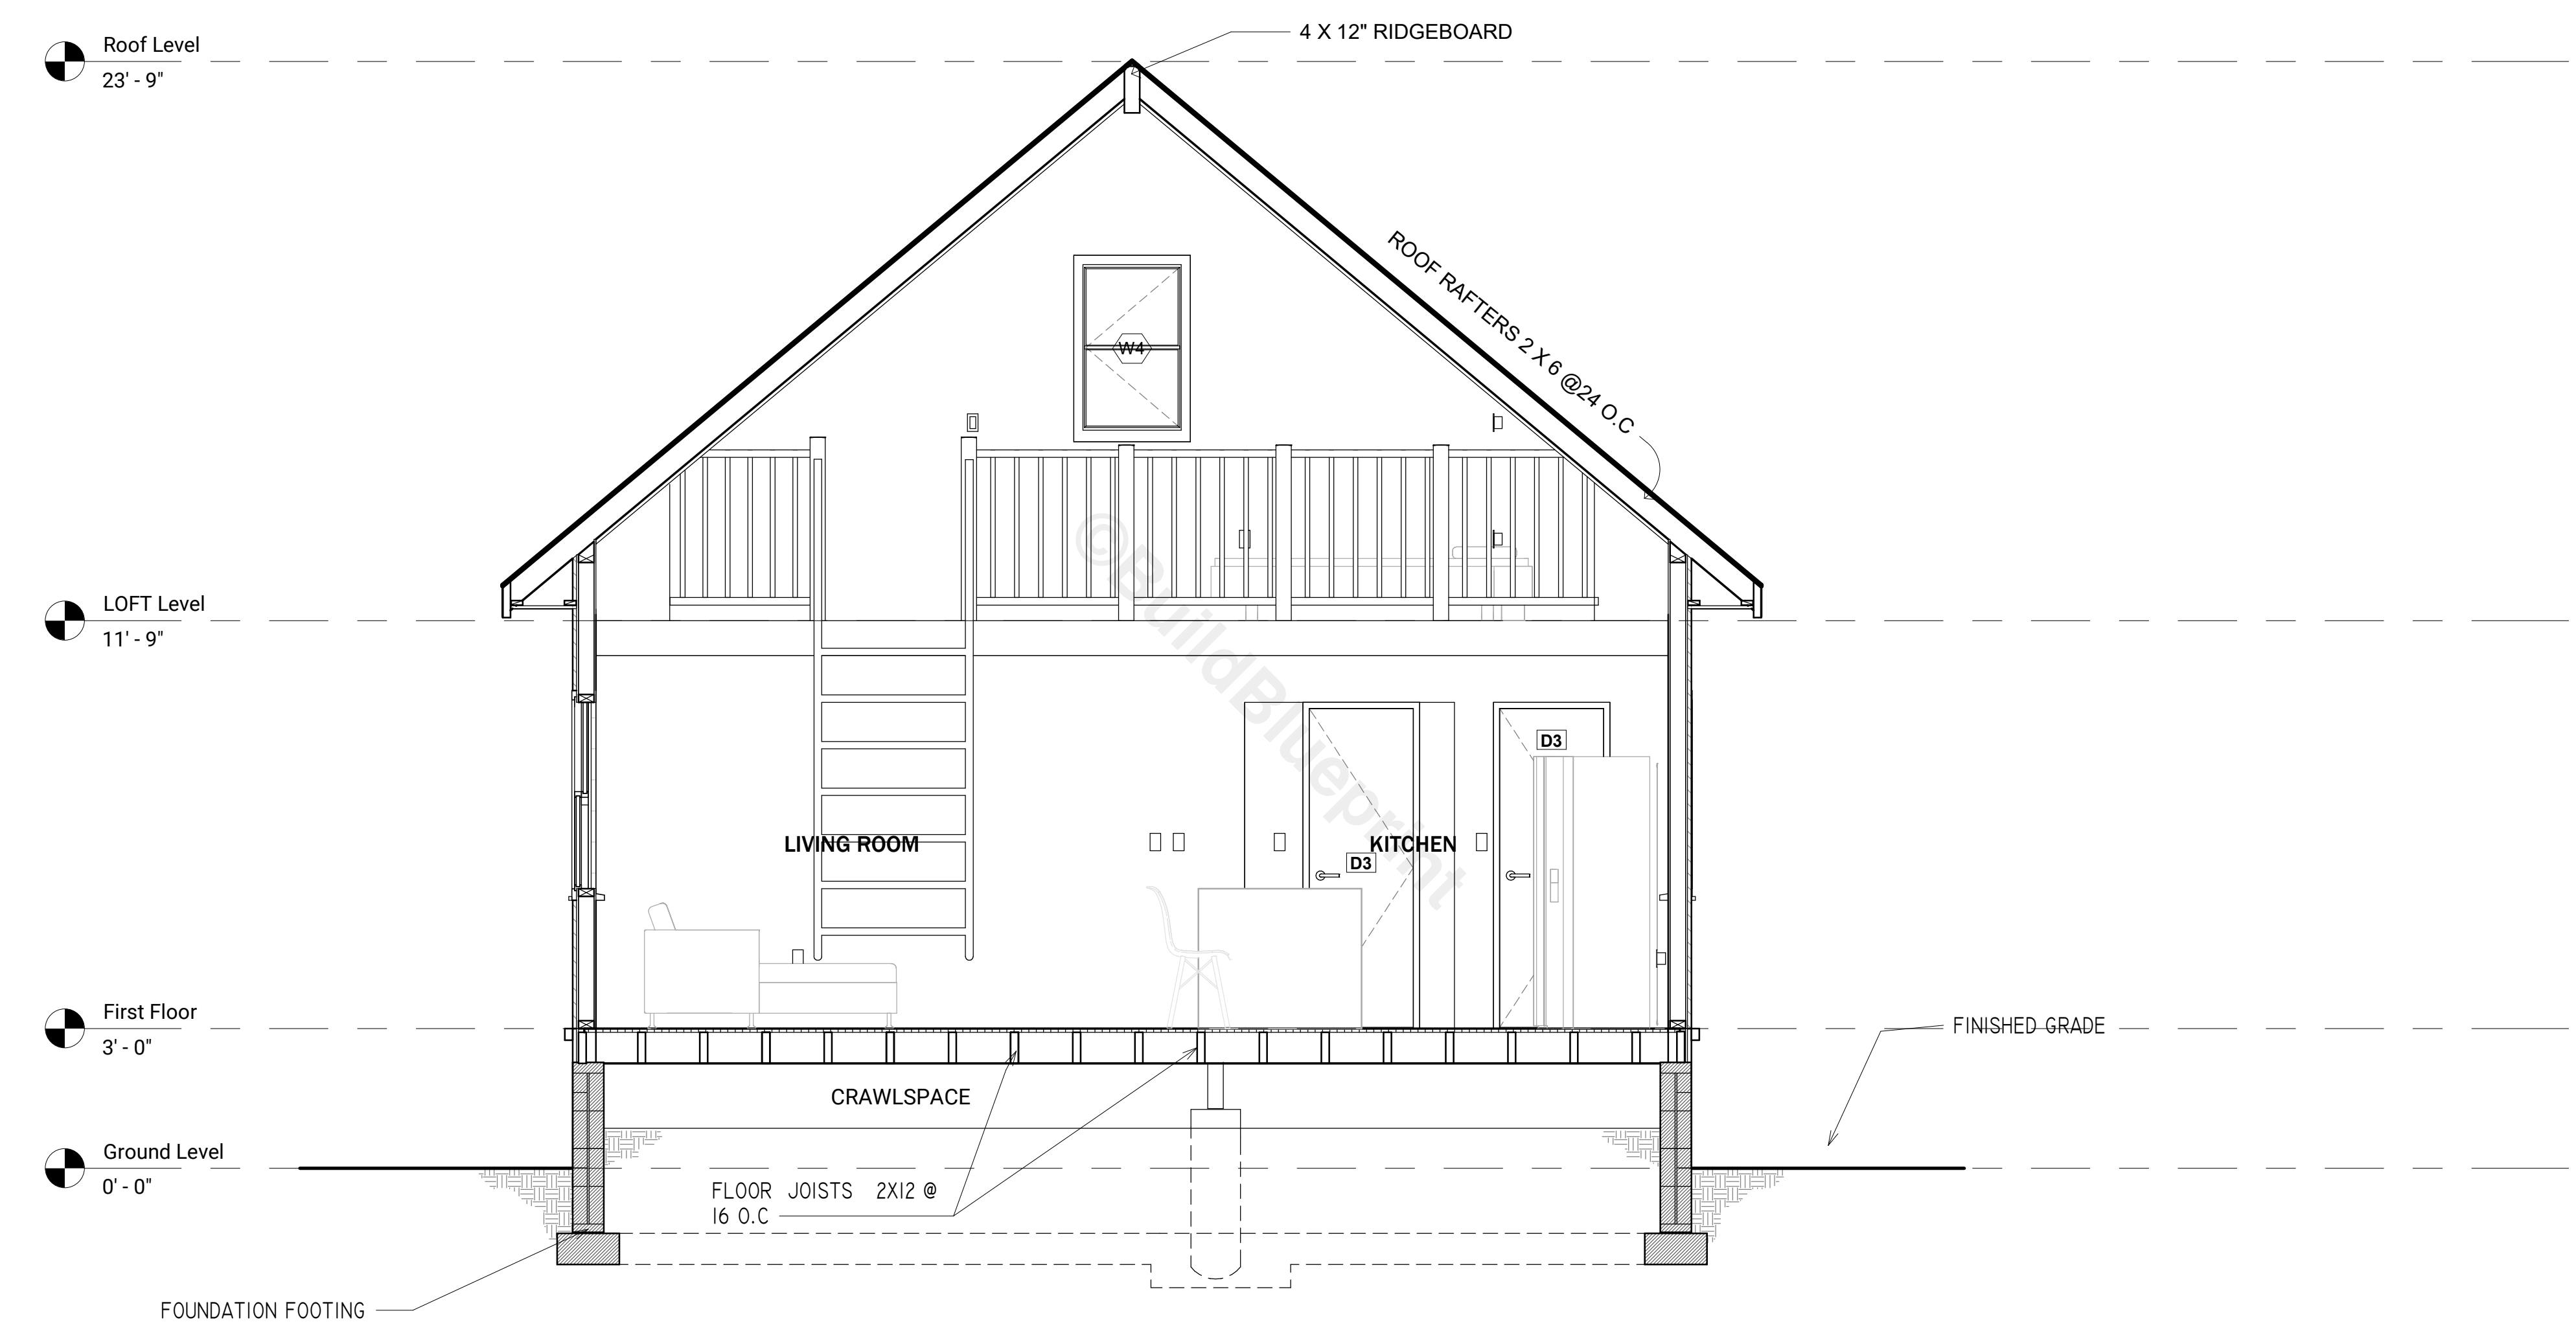 4 X 12" RIDGEBOARD
Roof Level
23' - 9"
ROOF RAFTERS 2 X 6 @24 O.C
W4
©BuildBlueprint
LOFT Level
11' - 9"
D3
LIVING ROOM
KITCHEN
D3
First Floor
3' - 0"
FINISHED GRADE
CRAWLSPACE
Ground Level
0' - 0"
FLOOR JOISTS 2X12 @
16 O.C
FOUNDATION FOOTING